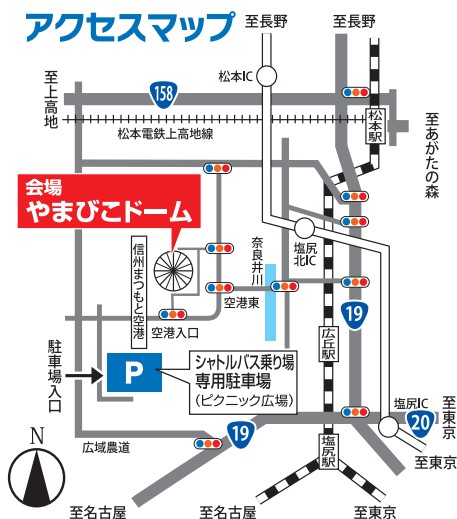 アクセスマップ
至長野
至長野
松本IC
至上高地
158
松本電鉄上高地線
松本駅
至あがたの森
会場
やまびこドーム
信州まつもと空港
奈良井川
塩尻北IC
空港東
空港入口
19
広丘駅
駐車場入口
P
シャトルバス乗り場
専用駐車場
(ピクニック広場)
塩尻IC
20
至東京
N
広域農道
19
塩尻駅
至東京
至名古屋
至名古屋
至東京